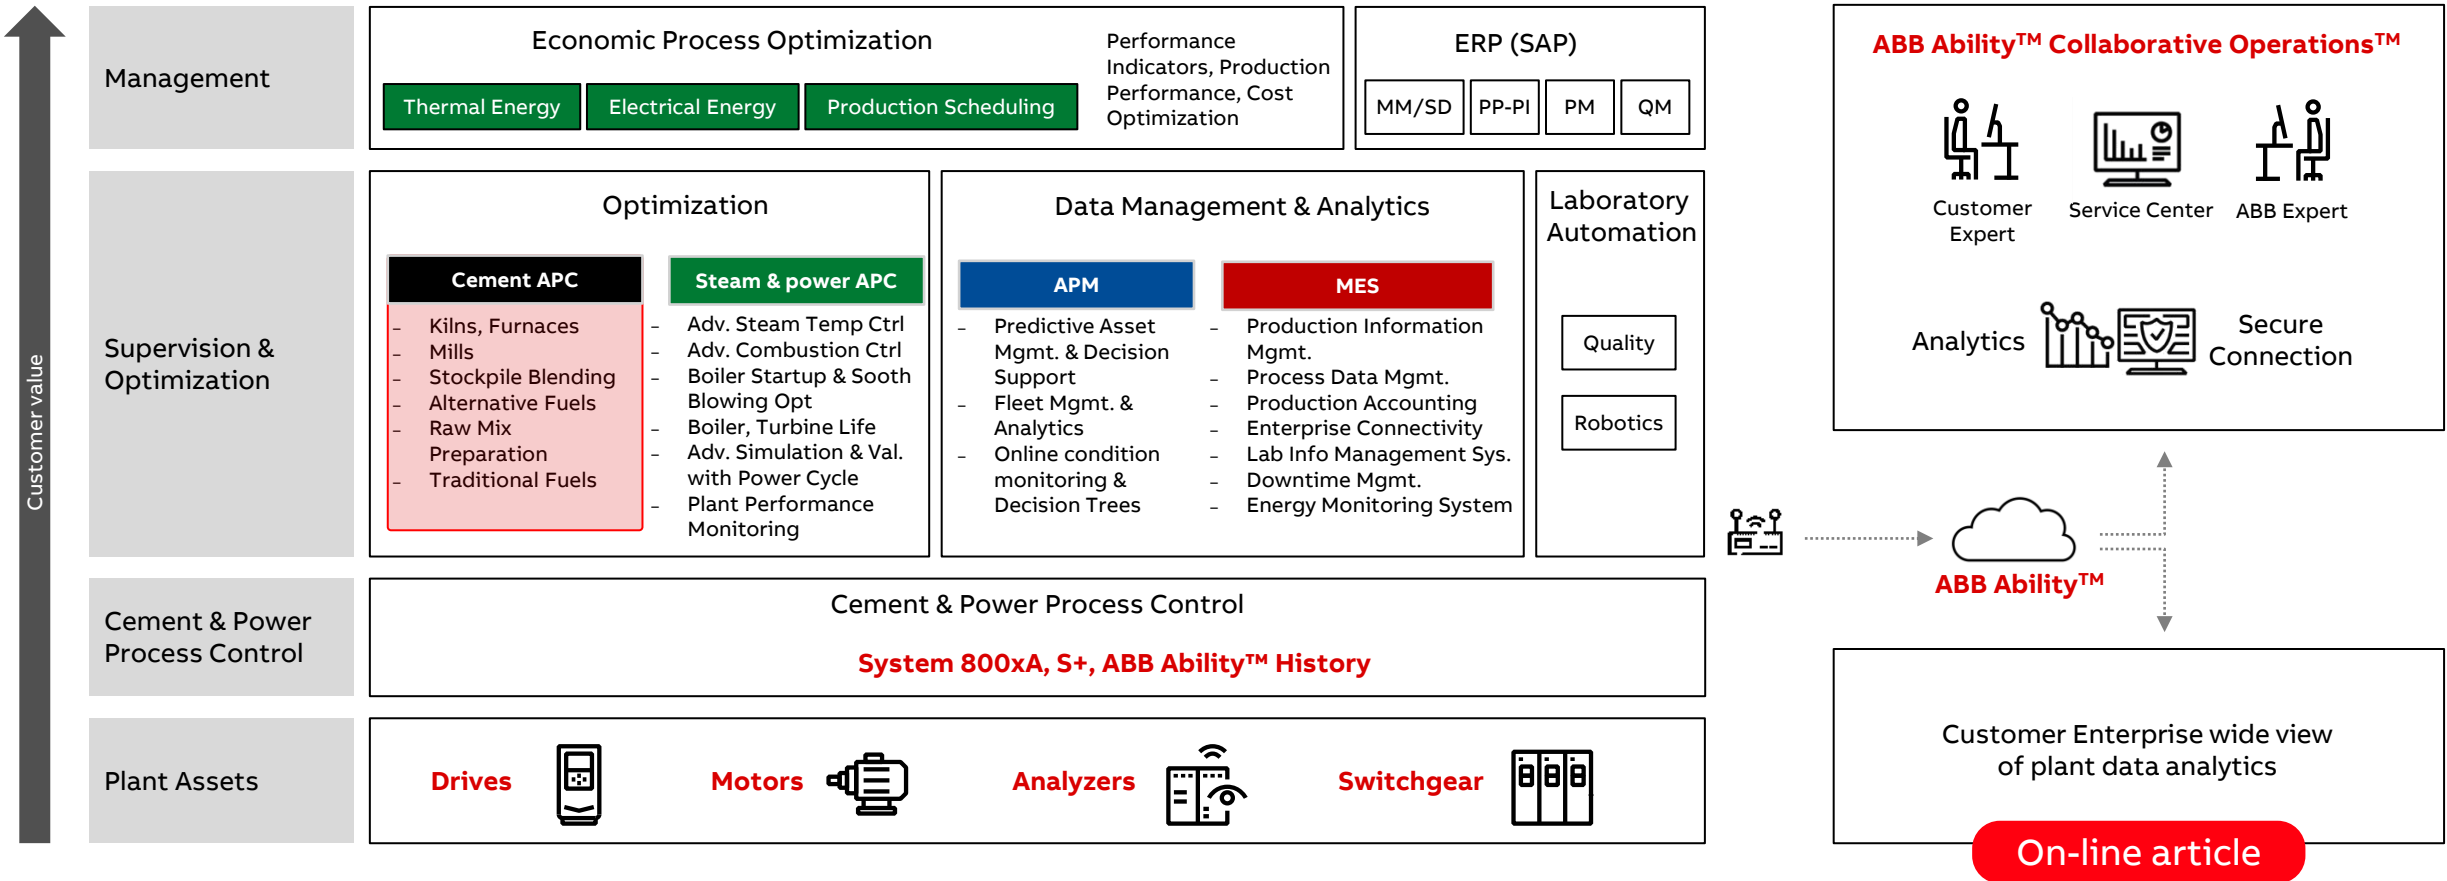 Customer value
Management
Economic Process Optimization
Thermal Energy
Electrical Energy
Production Scheduling
Performance
Indicators, Production
Performance, Cost
Optimization
ERP (SAP)
MM/SD
PP-PI
PM
QM
Supervision &
Optimization
Optimization
Cement APC
- Kilns, Furnaces
- Mills
- Stockpile Blending
- Alternative Fuels
- Raw Mix
Preparation
- Traditional Fuels
Steam & power APC
- Adv. Steam Temp Ctrl
- Adv. Combustion Ctrl
- Boiler Startup & Sooth
Blowing Opt
- Boiler, Turbine Life
- Adv. Simulation & Val.
with Power Cycle
- Plant Performance
Monitoring
Data Management & Analytics
APM
- Predictive Asset
Mgmt. & Decision
Support
- Fleet Mgmt. &
Analytics
- Online condition
monitoring &
Decision Trees
MES
- Production Information
Mgmt.
- Process Data Mgmt.
- Production Accounting
- Enterprise Connectivity
- Lab Info Management Sys.
- Downtime Mgmt.
- Energy Monitoring System
Laboratory
Automation
Quality
Robotics
Cement & Power
Process Control
Cement & Power Process Control
System 800xA, S+, ABB Ability™ History
Plant Assets
Drives
Motors
Analyzers
Switchgear
ABB Ability™ Collaborative Operations™
Customer
Expert
Service Center
ABB Expert
Analytics
Secure
Connection
ABB Ability™
Customer Enterprise wide view
of plant data analytics
On-line article